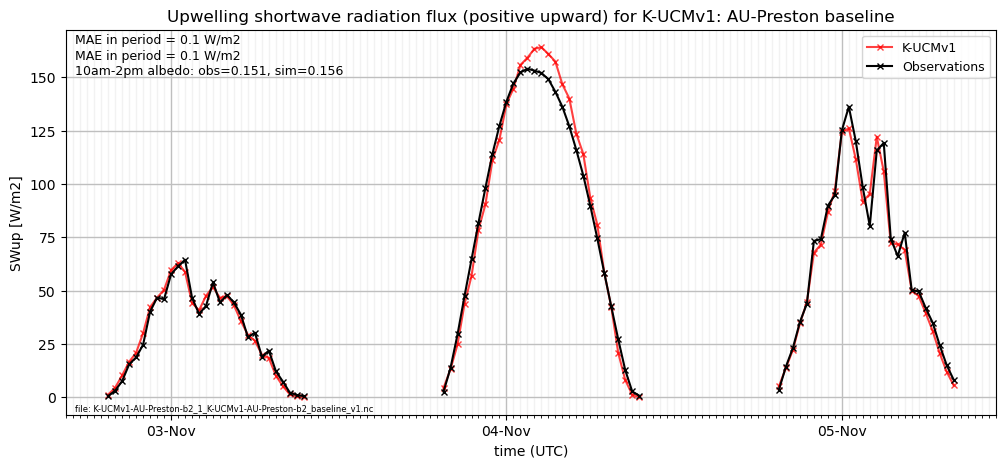 Upwelling shortwave radiation flux (positive upward) for K-UCMv1: AU-Preston baseline
MAE in period = 0.1 W/m2
MAE in period = 0.1 W/m2
10am-2pm albedo: obs=0.151, sim=0.156
K-UCMv1
Observations
SWup [W/m2]
150
125
100
75
50
25
0
file: K-UCMv1-AU-Preston-b2_1_K-UCMv1-AU-Preston-b2_baseline_v1.nc
03-Nov
04-Nov
05-Nov
time (UTC)